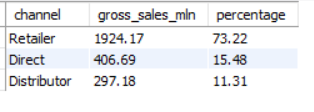 channel gross_sales_mln percentage
Retailer 1924.17 73.22
Direct 406.69 15.48
Distributor 297.18 11.31